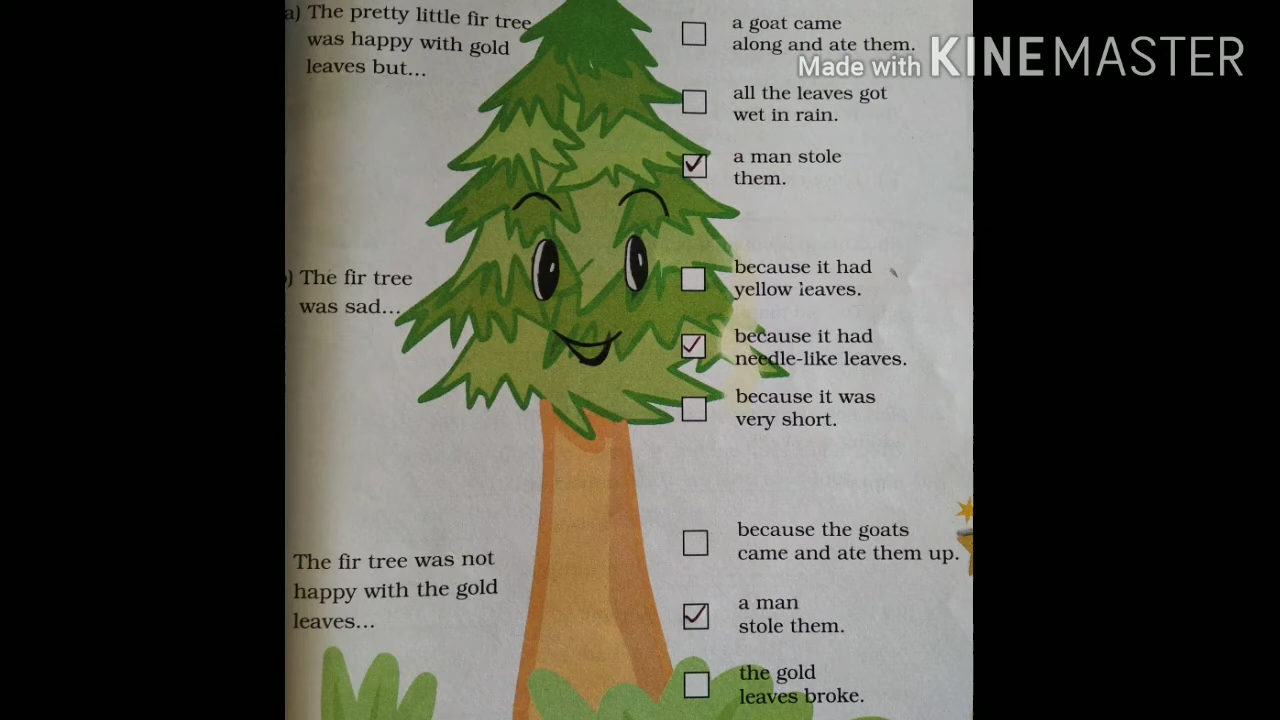 a) The pretty little fir tree
was happy with gold
leaves but...
a goat came
along and ate them.
all the leaves got
wet in rain.
a man stole
them.
) The fir tree
was sad...
because it had
yellow leaves.
because it had
needle-like leaves.
because it was
very short.
The fir tree was not
happy with the gold
leaves...
because the goats
came and ate them up.
a man
stole them.
the gold
leaves broke.
Made with KINEMASTER